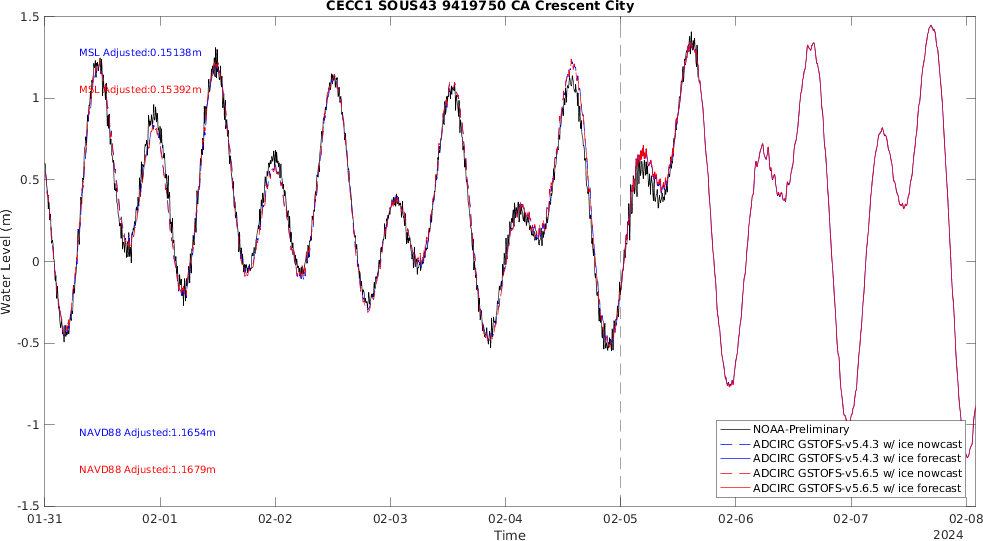 CECC1 SOUS43 9419750 CA Crescent City
1.5
1
0.5
0
-0.5
-1
-1.5
Water Level (m)
MSL Adjusted:0.15138m
MSL Adjusted:0.15392m
NAVD88 Adjusted:1.1654m
NAVD88 Adjusted:1.1679m
NOAA-Preliminary
ADCIRC GSTOFS-v5.4.3 w/ ice nowcast
ADCIRC GSTOFS-v5.4.3 w/ ice forecast
ADCIRC GSTOFS-v5.6.5 w/ ice nowcast
ADCIRC GSTOFS-v5.6.5 w/ ice forecast
01-31 02-01 02-02 02-03 02-04 02-05 02-06 02-07 02-08
Time
2024